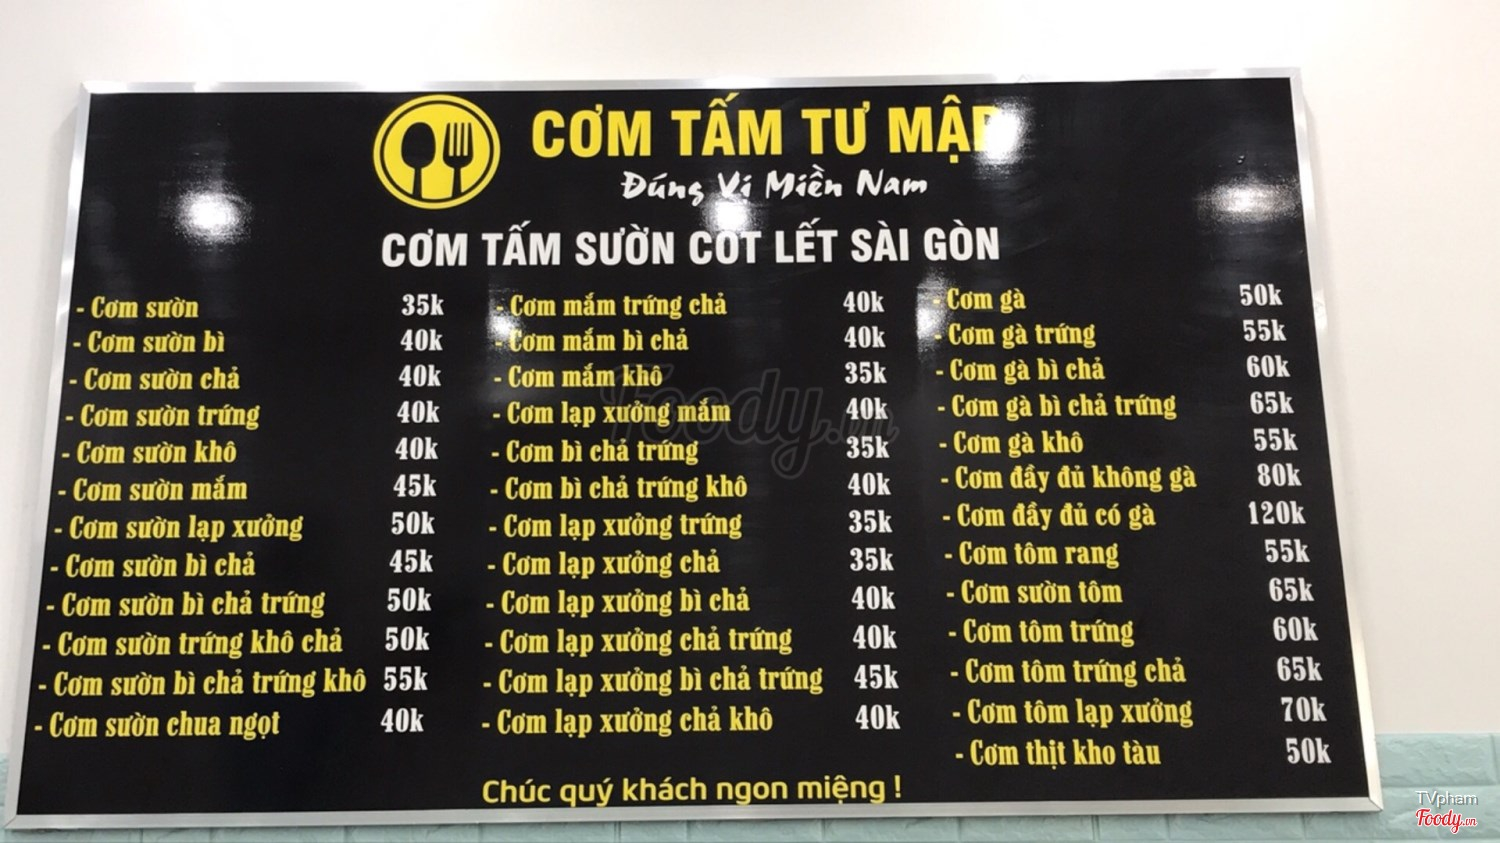 CƠM TẤM TƯ MẬP
Đúng Vị Miền Nam
CƠM TẤM SƯỜN CỐT LẾT SÀI GÒN
- Cơm sườn 35k
- Cơm sườn bì 40k
- Cơm sườn chả 40k
- Cơm sườn trứng 40k
- Cơm sườn khô 40k
- Cơm sườn mắm 45k
- Cơm sườn lạp xưởng 50k
- Cơm sườn bì chả 45k
- Cơm sườn bì chả trứng 50k
- Cơm sườn trứng khô chả 50k
- Cơm sườn bì chả trứng khô 55k
- Cơm sườn chua ngọt 40k
- Cơm mắm trứng chả 40k
- Cơm mắm bì chả 40k
- Cơm mắm khô 35k
- Cơm lạp xưởng mắm 40k
- Cơm bì chả trứng 35k
- Cơm bì chả trứng khô 40k
- Cơm lạp xưởng trứng 35k
- Cơm lạp xưởng chả 35k
- Cơm lạp xưởng bì chả 40k
- Cơm lạp xưởng chả trứng 40k
- Cơm lạp xưởng bì chả trứng 45k
- Cơm lạp xưởng chả khô 40k
- Cơm gà 50k
- Cơm gà trứng 55k
- Cơm gà bì chả 60k
- Cơm gà bì chả trứng 65k
- Cơm gà khô 55k
- Cơm đầy đủ không gà 80k
- Cơm đầy đủ có gà 120k
- Cơm tôm rang 55k
- Cơm sườn tôm 65k
- Cơm tôm trứng 60k
- Cơm tôm trứng chả 65k
- Cơm tôm lạp xưởng 70k
- Cơm thịt kho tàu 50k
Chúc quý khách ngon miệng !
Foody.vn
TVpham
Foody.vn